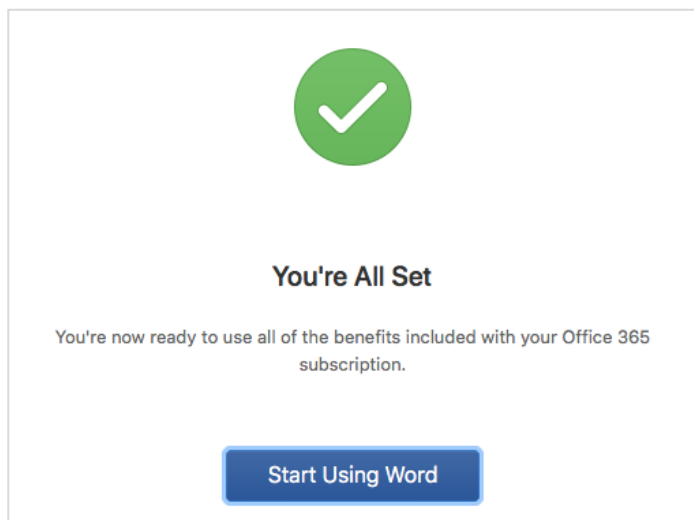 You're All Set
You're now ready to use all of the benefits included with your Office 365
subscription.
Start Using Word